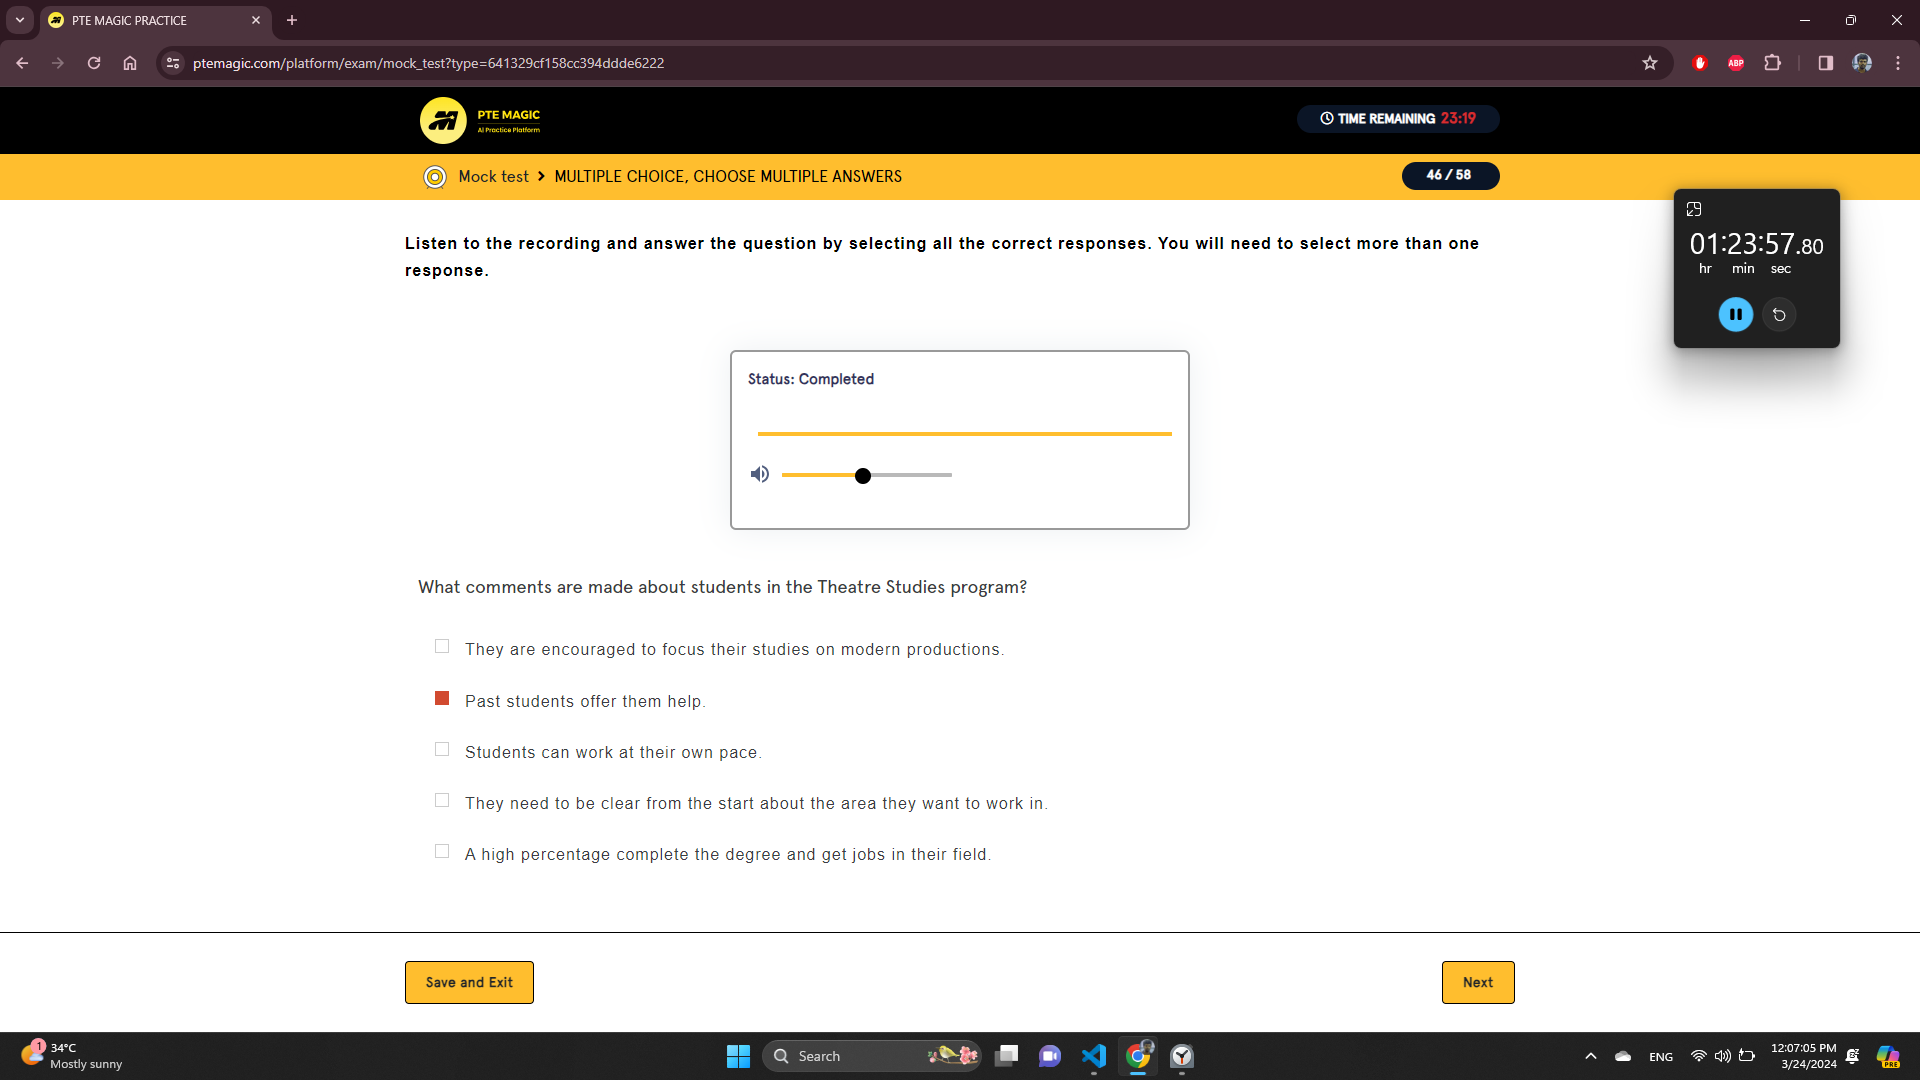 PTE MAGIC PRACTICE
ptemagic.com/platform/exam/mock_test?type=641329cf158cc394ddde6222
ABP
PTE MAGIC
AI Practice Platform
TIME REMAINING 23:19
Mock test > MULTIPLE CHOICE, CHOOSE MULTIPLE ANSWERS
46 / 58
01:23:57.80
hr min sec
Listen to the recording and answer the question by selecting all the correct responses. You will need to select more than one
response.
Status: Completed
What comments are made about students in the Theatre Studies program?
They are encouraged to focus their studies on modern productions.
Past students offer them help.
Students can work at their own pace.
They need to be clear from the start about the area they want to work in.
A high percentage complete the degree and get jobs in their field.
Save and Exit
Next
1
34°C
Mostly sunny
Search
ENG
12:07:05 PM
3/24/2024
PRE